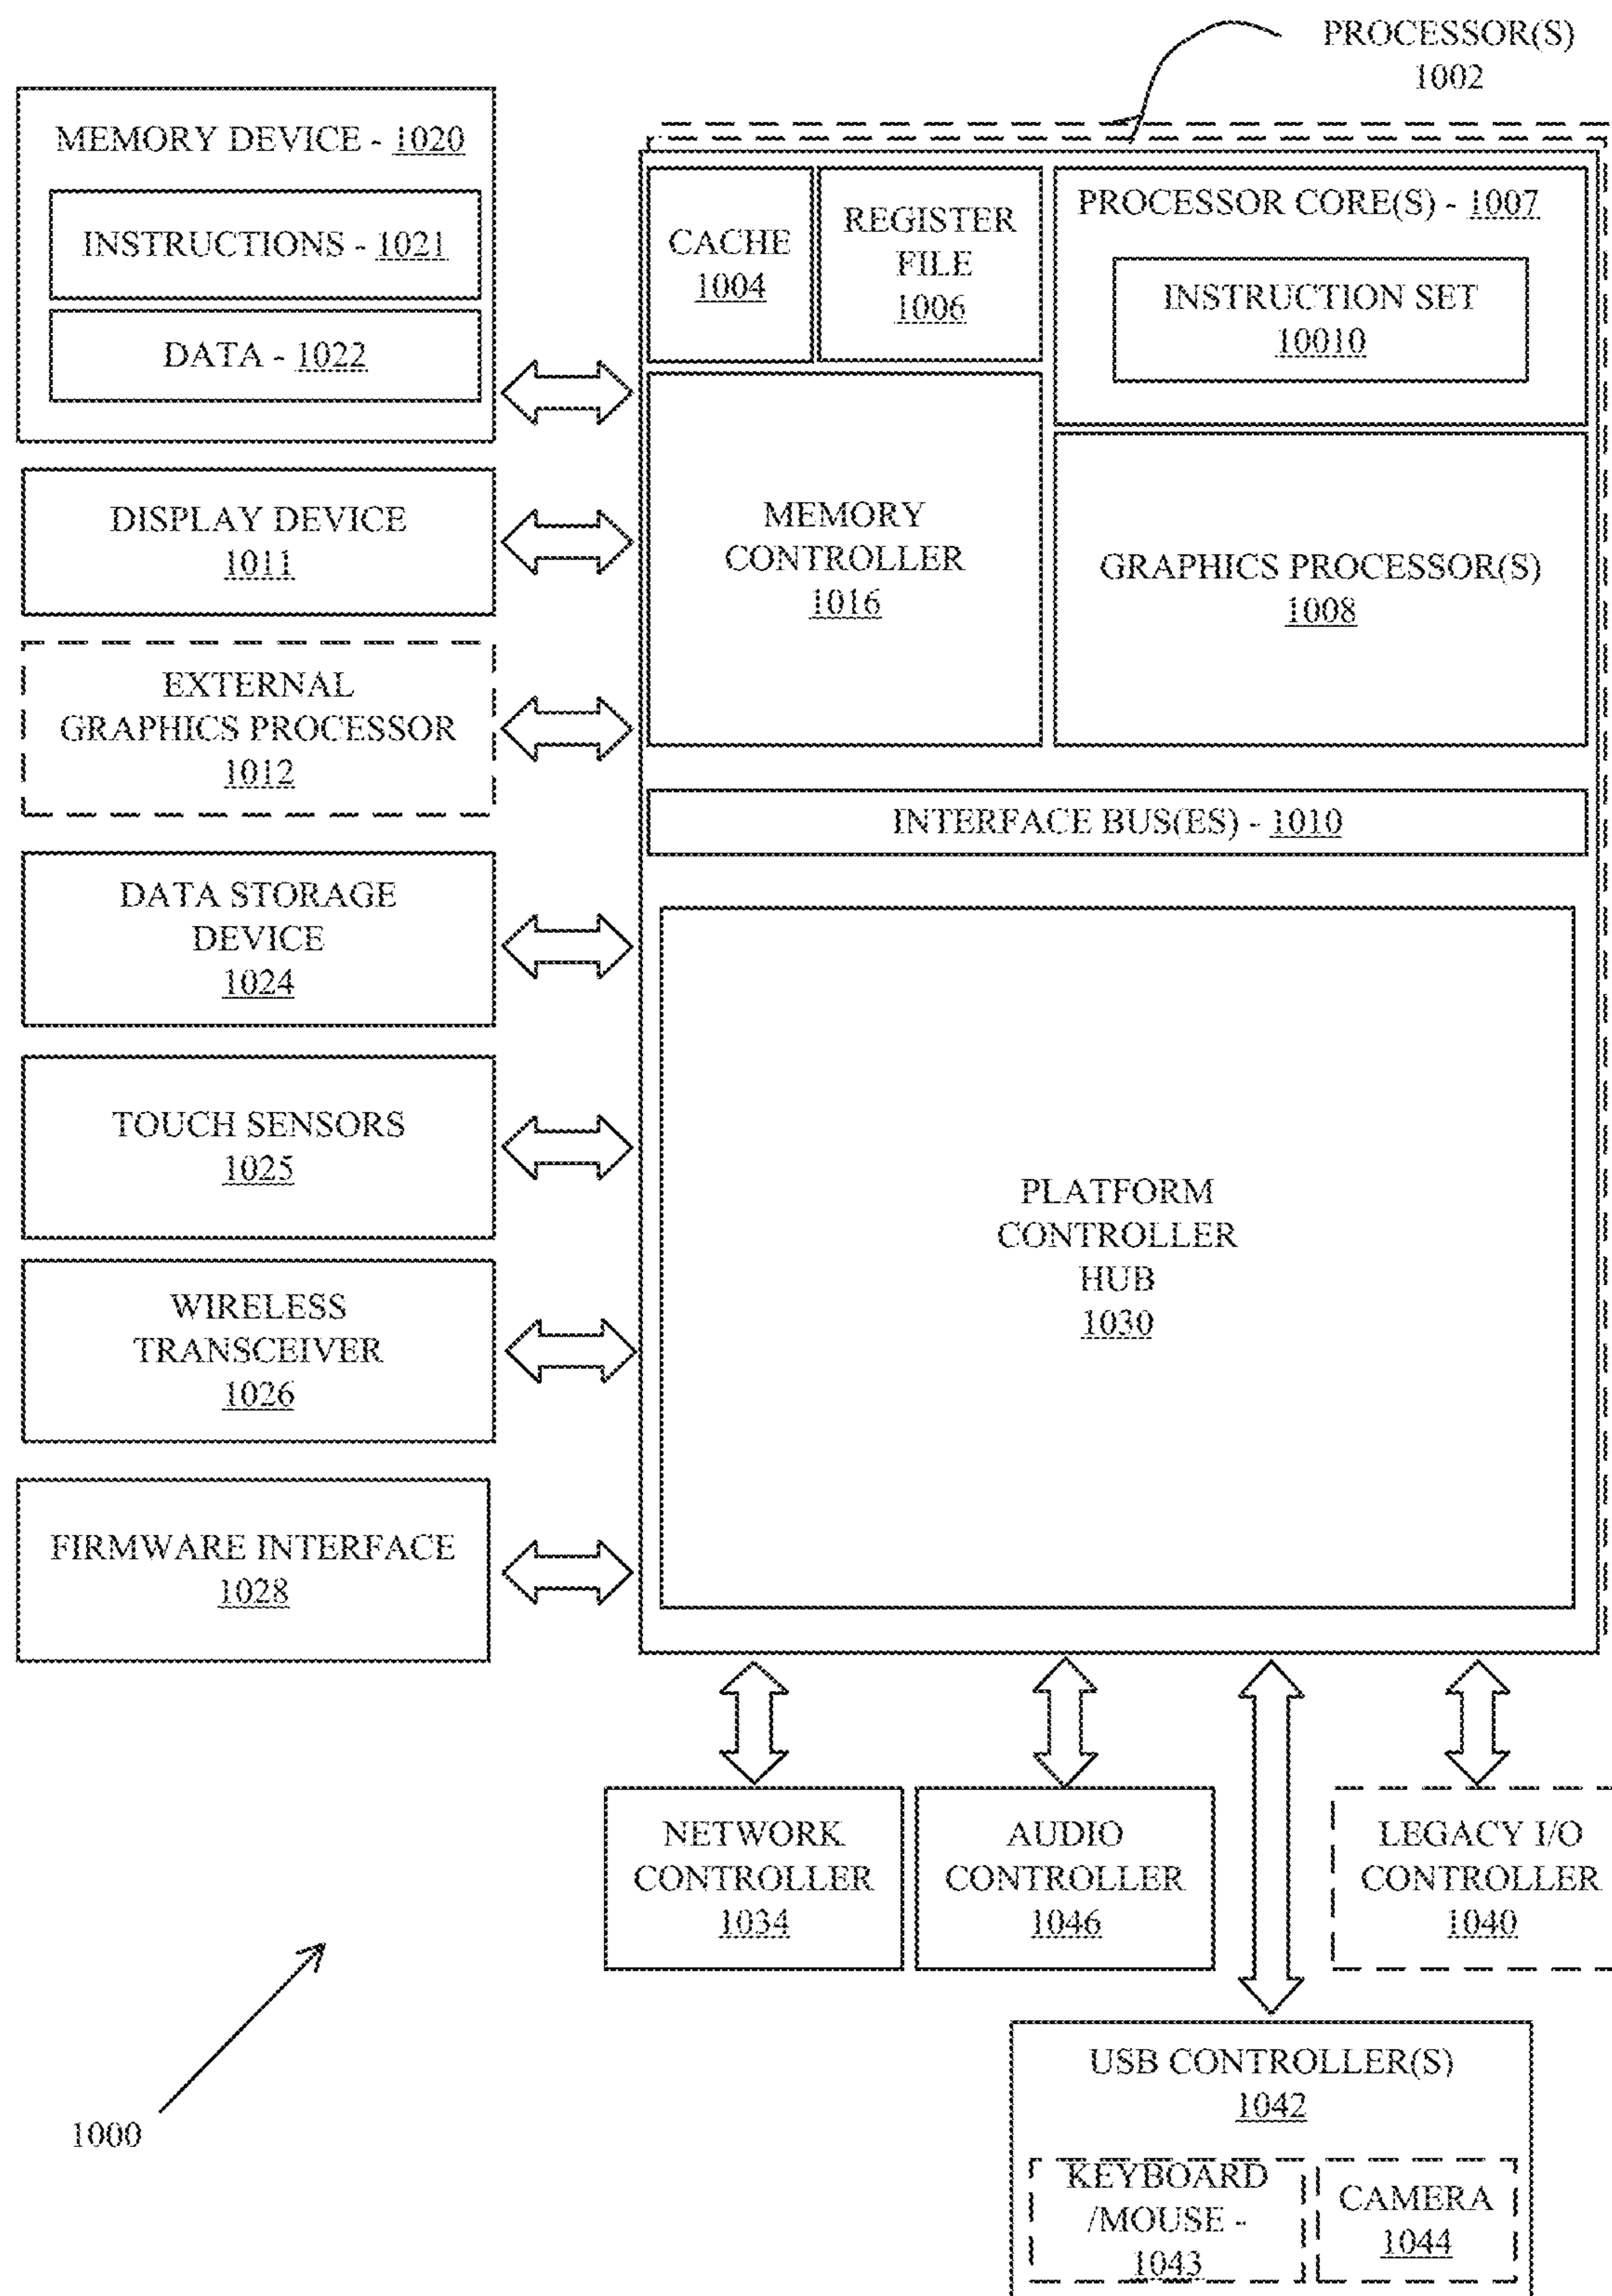 PROCESSOR(S)
1002
MEMORY DEVICE - 1020
INSTRUCTIONS - 1021
DATA - 1022
DISPLAY DEVICE
1011
EXTERNAL
GRAPHICS PROCESSOR
1012
DATA STORAGE
DEVICE
1024
TOUCH SENSORS
1025
WIRELESS
TRANSCEIVER
1026
FIRMWARE INTERFACE
1028
CACHE
1004
REGISTER
FILE
1006
PROCESSOR CORE(S) - 1007
INSTRUCTION SET
10010
MEMORY
CONTROLLER
1016
GRAPHICS PROCESSOR(S)
1008
INTERFACE BUS(ES) - 1010
PLATFORM
CONTROLLER
HUB
1030
NETWORK
CONTROLLER
1034
AUDIO
CONTROLLER
1046
LEGACY I/O
CONTROLLER
1040
USB CONTROLLER(S)
1042
KEYBOARD
/MOUSE -
1043
CAMERA
1044
1000